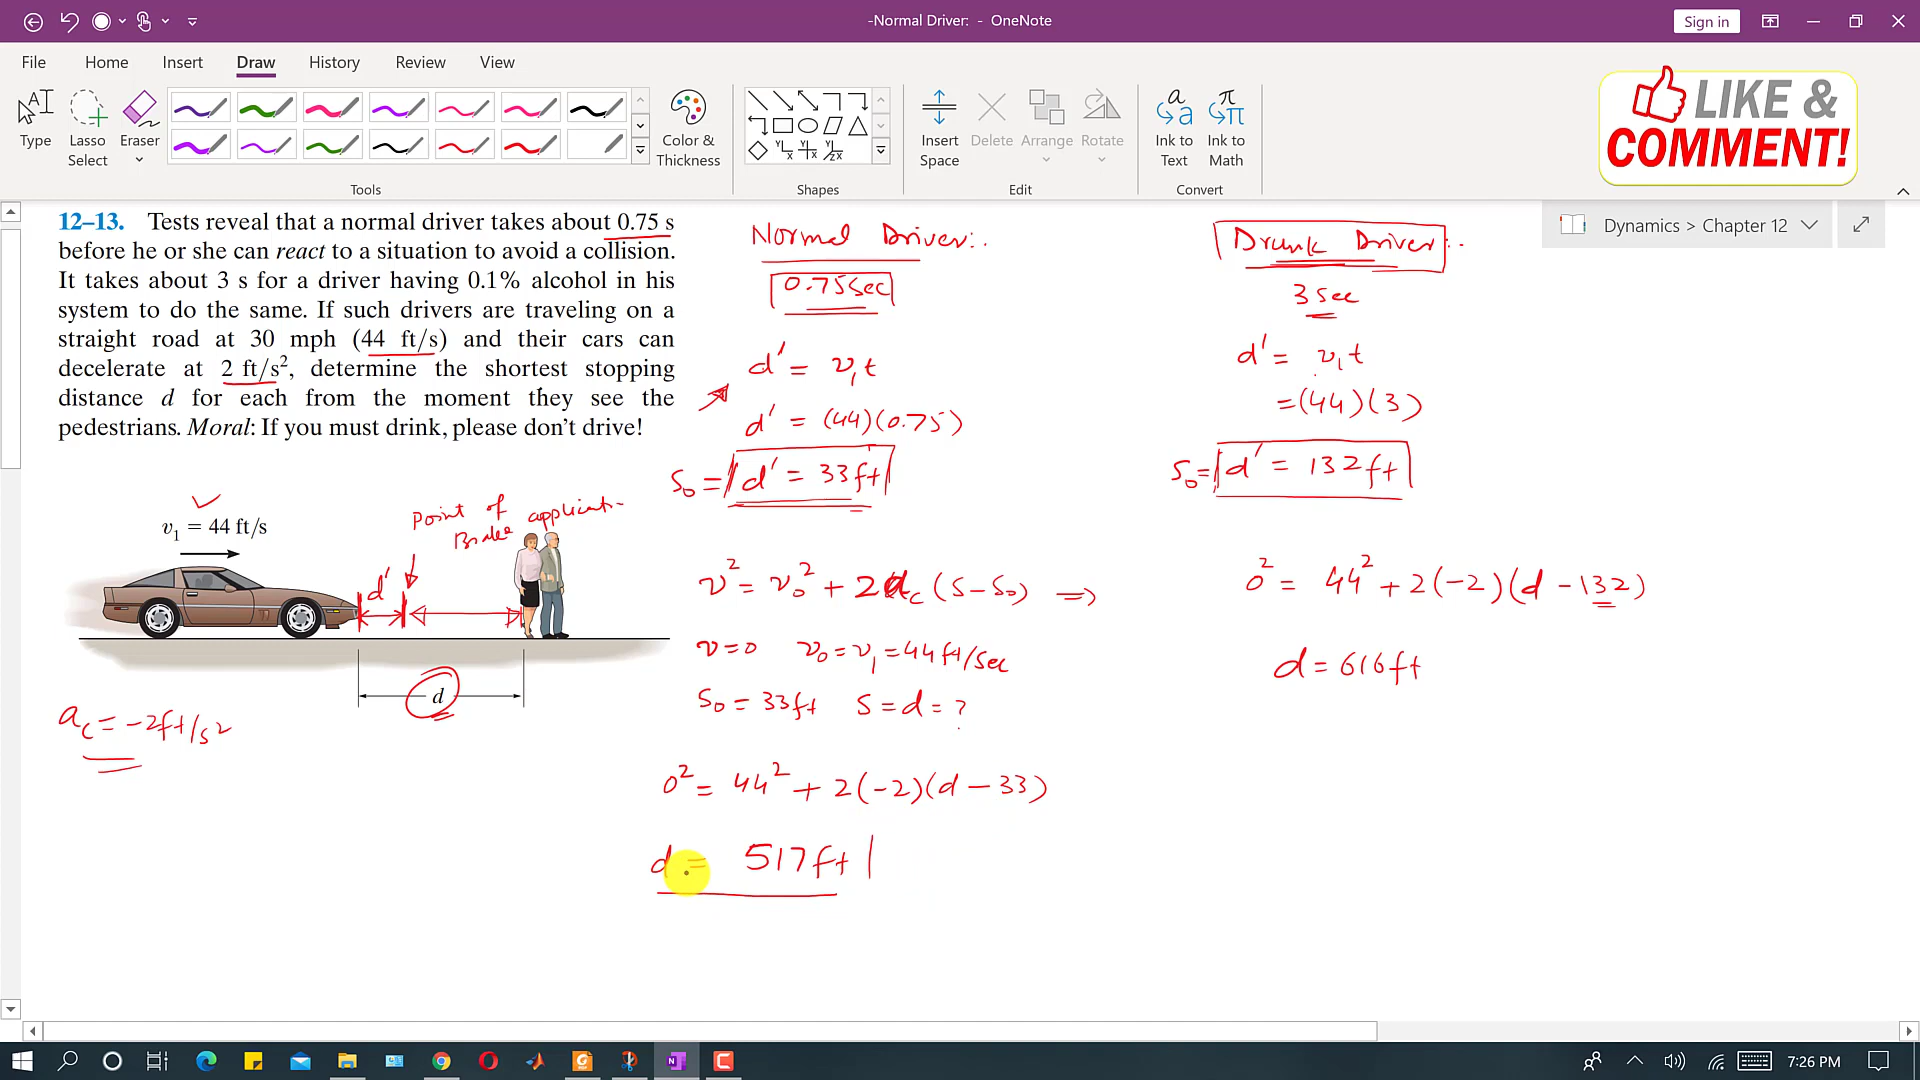 -Normal Driver: - OneNote
Sign in
File Home Insert Draw History Review View
Type
Lasso Select
Eraser
Color & Thickness
Insert Space
Delete
Arrange
Rotate
Ink to Text
Ink to Math
Tools
Shapes
Edit
Convert
LIKE &
COMMENT!
Dynamics > Chapter 12
12–13. Tests reveal that a normal driver takes about 0.75 s
before he or she can react to a situation to avoid a collision.
It takes about 3 s for a driver having 0.1% alcohol in his
system to do the same. If such drivers are traveling on a
straight road at 30 mph (44 ft/s) and their cars can
decelerate at 2 ft/s², determine the shortest stopping
distance d for each from the moment they see the
pedestrians. Moral: If you must drink, please don't drive!
v₁ = 44 ft/s
Point of
Brake applicati-
d'
d
a_c = -2ft/s²
Normal Driver:.
0.75 sec
d' = v₁t
d' = (44)(0.75)
S₀ = d' = 33ft
v² = v₀² + 2a_c (S-S₀) =>
v=0 v₀=v₁=44ft/sec
S₀ = 33ft S = d = ?
0² = 44² + 2(-2)(d - 33)
d = 517ft
Drunk Driver:.
3 sec
d' = v₁t
=(44)(3)
S₀= d' = 132ft
0² = 44² + 2(-2)(d - 132)
d = 616ft
7:26 PM